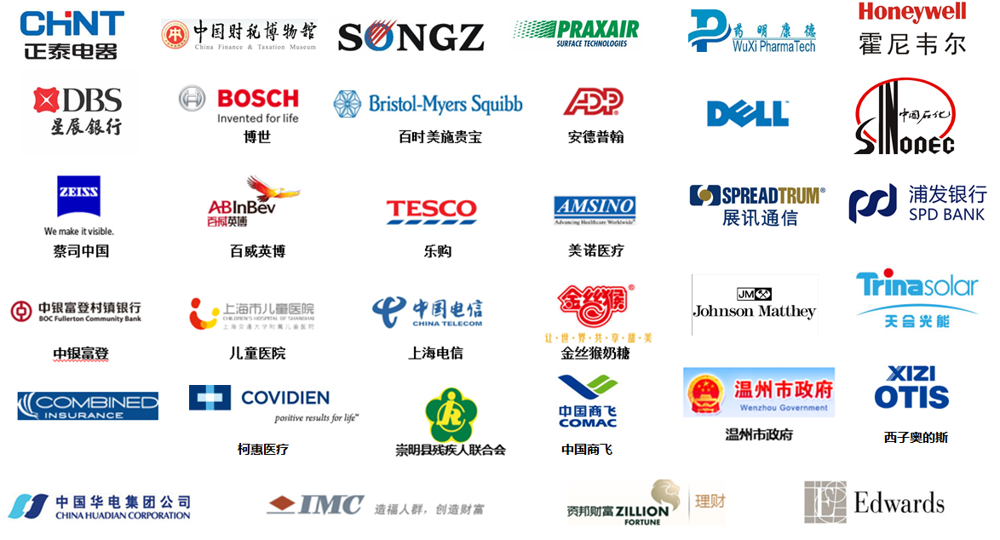 CHINT
正泰电器
中国财税博物馆
China Finance & Taxation Museum
SONGZ
PRAXAIR
SURFACE TECHNOLOGIES
药明康德
WuXi PharmaTech
Honeywell
霍尼韦尔
DBS
星展銀行
BOSCH
Invented for life
博世
Bristol-Myers Squibb
百时美施贵宝
ADP
安德普翰
DELL™
中国石化
SINOPEC
ZEISS
We make it visible.
蔡司中国
ABInBev
百威英博
百威英博
TESCO
乐购
AMSINO
Advancing Healthcare Worldwide®
美诺医疗
SPREADTRUM®
展讯通信
浦发银行
SPD BANK
中银富登村镇银行
BOC Fullerton Community Bank
中银富登
上海市儿童医院
CHILDREN'S HOSPITAL OF SHANGHAI
上海交通大学附属儿童医院
儿童医院
中国电信
CHINA TELECOM
上海电信
金丝猴®
让·世·界·共·享·甜·美
金丝猴奶糖
JM
Johnson Matthey
Trinasolar
天合光能
COMBINED
INSURANCE
COVIDIEN
positive results for life™
柯惠医疗
崇明县残疾人联合会
中国商飞
COMAC
中国商飞
温州市政府
Wenzhou Government
温州市政府
XIZI
OTIS
西子奥的斯
中国华电集团公司
CHINA HUADIAN CORPORATION
IMC
造福人群，创造财富
资邦财富 ZILLION
FORTUNE
理财
Edwards